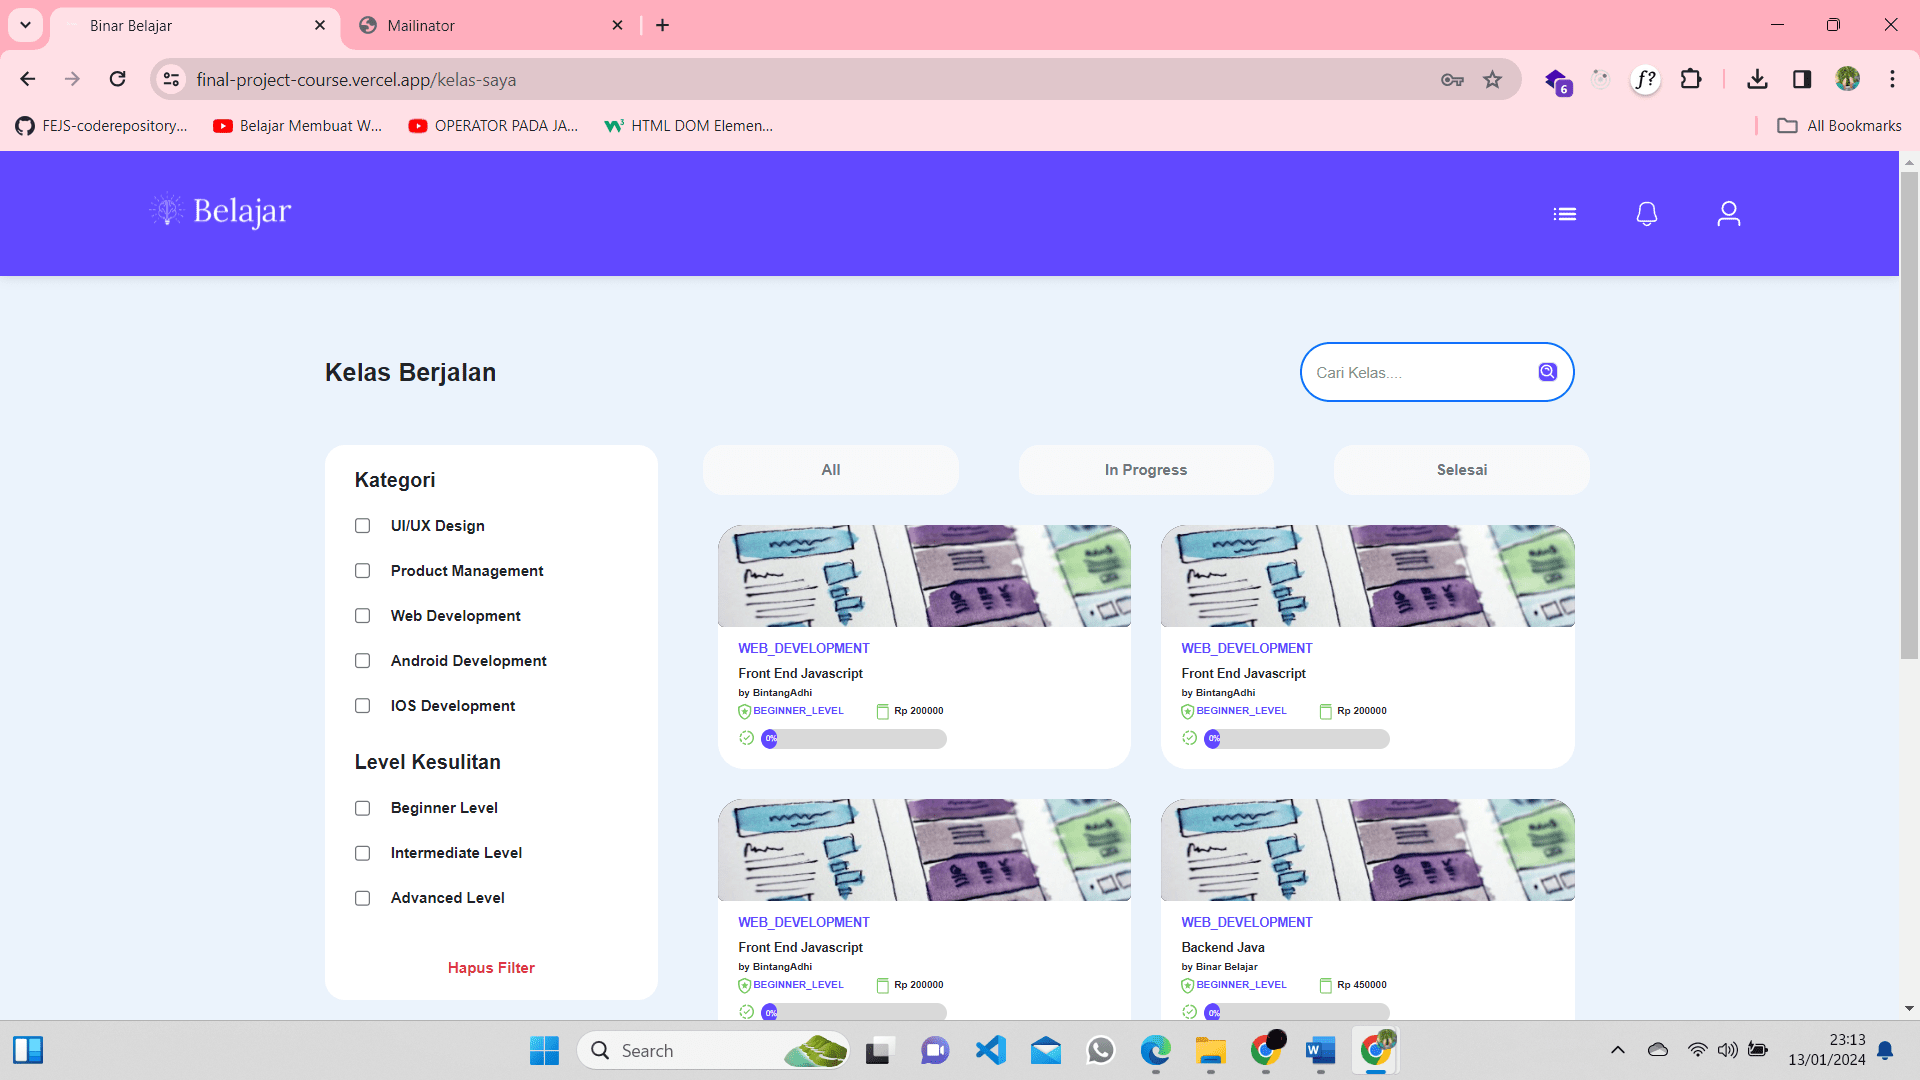 Binar Belajar
Mailinator
final-project-course.vercel.app/kelas-saya
6
f?
FEJS-coderepository...
Belajar Membuat W...
OPERATOR PADA JA...
HTML DOM Elemen...
All Bookmarks
Belajar
Kelas Berjalan
Cari Kelas....
Kategori
UI/UX Design
Product Management
Web Development
Android Development
IOS Development
Level Kesulitan
Beginner Level
Intermediate Level
Advanced Level
Hapus Filter
All
In Progress
Selesai
WEB_DEVELOPMENT
Front End Javascript
by BintangAdhi
BEGINNER_LEVEL
Rp 200000
0%
WEB_DEVELOPMENT
Front End Javascript
by BintangAdhi
BEGINNER_LEVEL
Rp 200000
0%
WEB_DEVELOPMENT
Front End Javascript
by BintangAdhi
BEGINNER_LEVEL
Rp 200000
0%
WEB_DEVELOPMENT
Backend Java
by Binar Belajar
BEGINNER_LEVEL
Rp 450000
0%
Search
23:13
13/01/2024